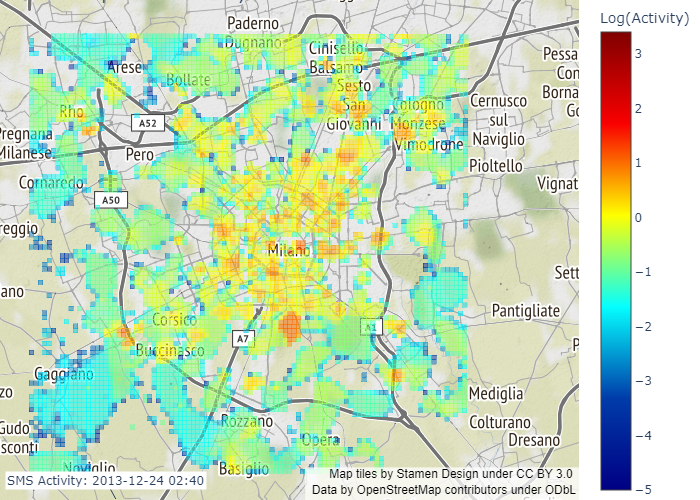 Log(Activity)
Paderno
Dugnano
Cinisello
Balsamo
Arese
Bollate
Sesto
San
Giovanni
Pessa
Con
Borna
Go
Rho
A52
Cologno
Monzese
Cernusco
sul
Naviglio
Pregnana
Milanese
Pero
Vimodrone
Pioltello
Cornaredo
A50
Vignat
reggio
Milano
Sett
ano
Pantigliate
Corsico
A7
A1
Buccinasco
P
Gaggiano
zo
Mediglia
Gudo
sconti
Rozzano
Colturano
Dresano
Opera
Noviglio
Basiglio
SMS Activity: 2013-12-24 02:40
Map tiles by Stamen Design under CC BY 3.0
Data by OpenStreetMap contributors under ODbL
3
2
1
0
−1
−2
−3
−4
−5